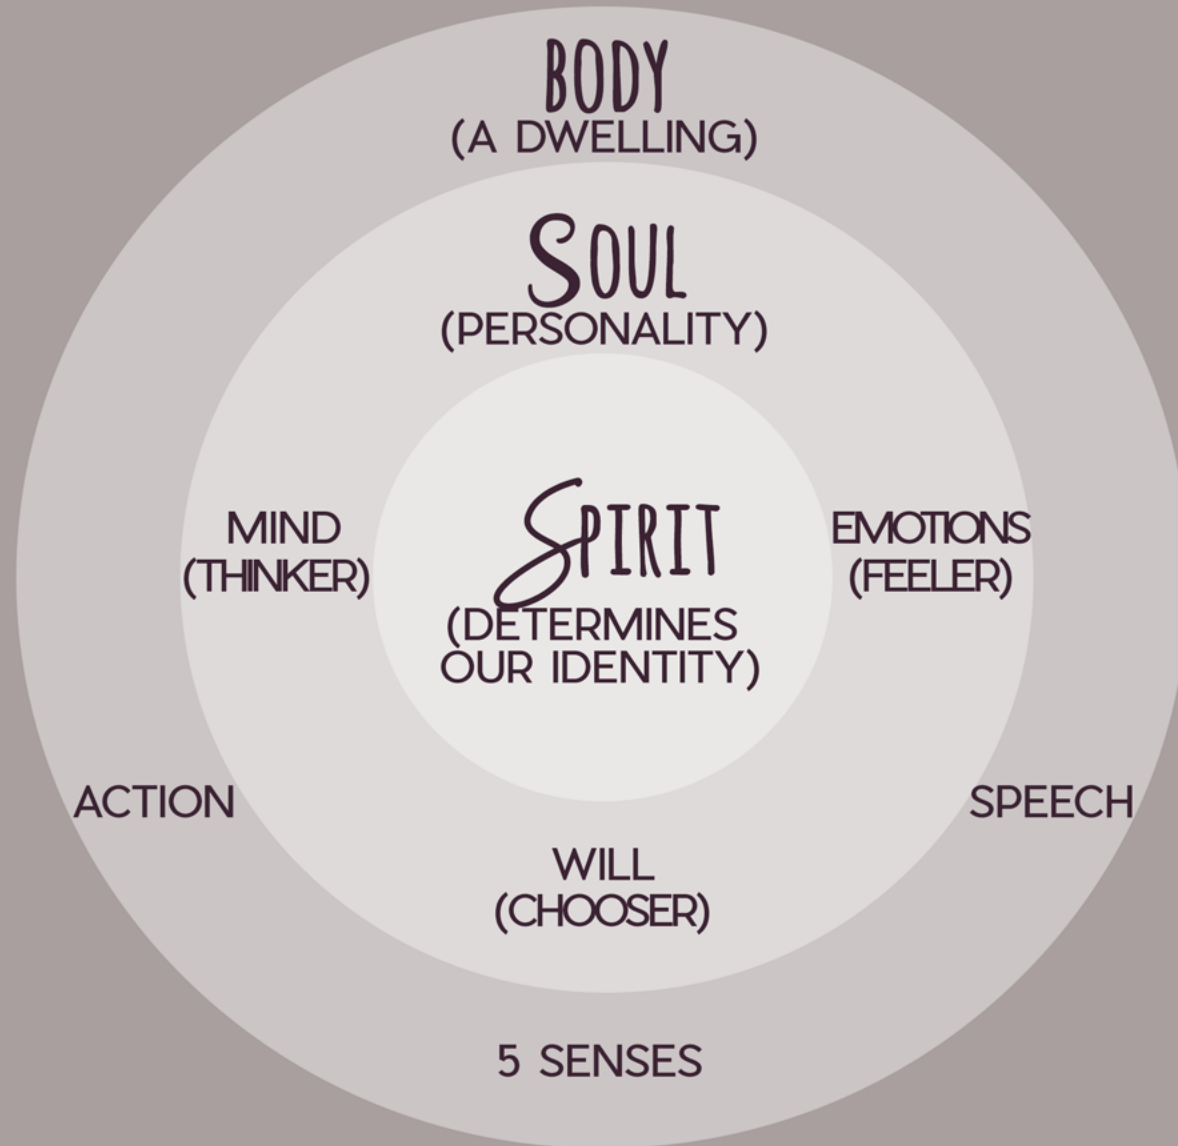 BODY
(A DWELLING)
SOUL
(PERSONALITY)
MIND
(THINKER)
SPIRIT
(DETERMINES
OUR IDENTITY)
EMOTIONS
(FEELER)
ACTION
SPEECH
WILL
(CHOOSER)
5 SENSES